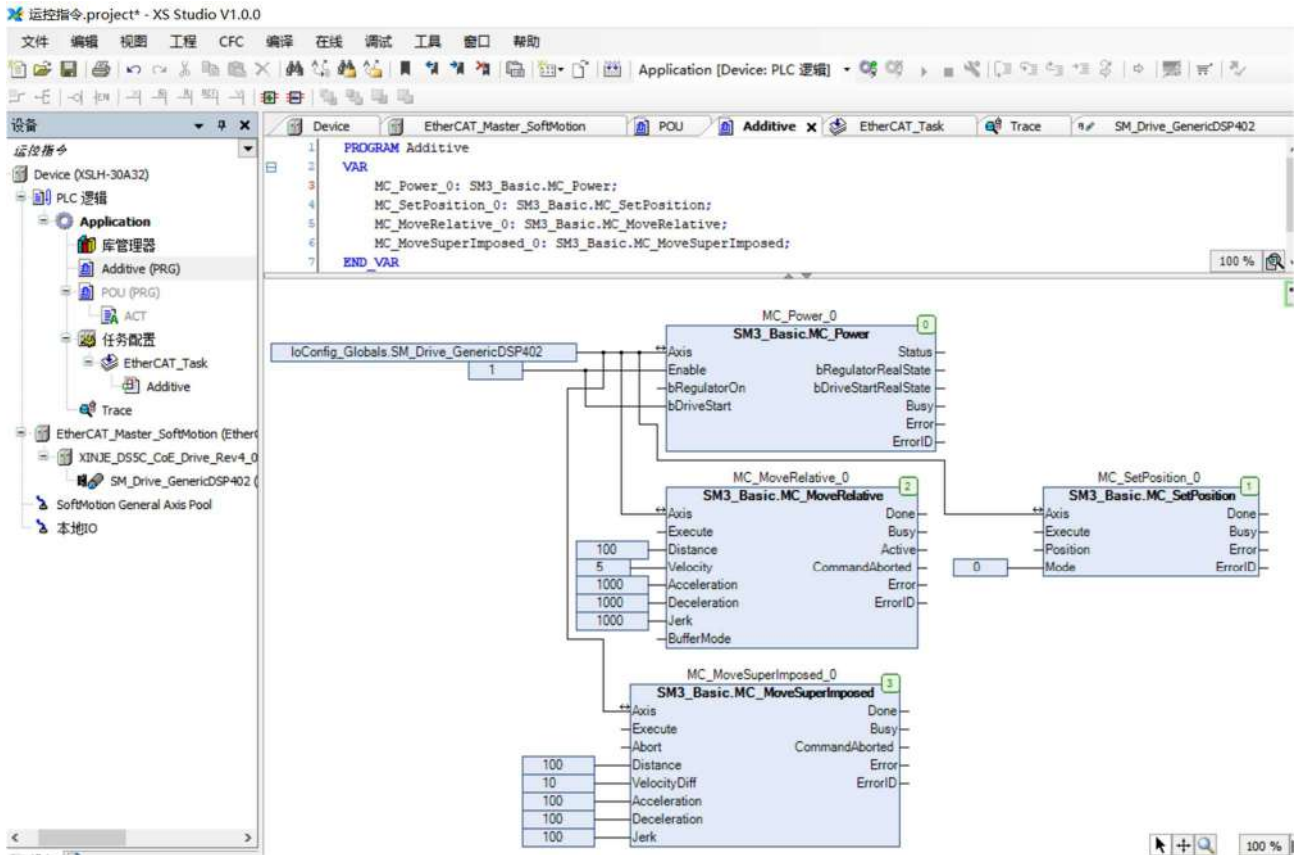 运控指令.project* - XS Studio V1.0.0
文件 编辑 视图 工程 CFC 编译 在线 调试 工具 窗口 帮助
Application [Device: PLC 逻辑]
设备
运控指令
Device (XSLH-30A32)
PLC 逻辑
Application
库管理器
Additive (PRG)
POU (PRG)
ACT
任务配置
EtherCAT_Task
Additive
Trace
EtherCAT_Master_SoftMotion (Ether
XINJE_DS5C_CoE_Drive_Rev4_0
SM_Drive_GenericDSP402 (
SoftMotion General Axis Pool
本地IO
Device EtherCAT_Master_SoftMotion POU Additive EtherCAT_Task Trace SM_Drive_GenericDSP402
1 PROGRAM Additive
2 VAR
3 MC_Power_0: SM3_Basic.MC_Power;
4 MC_SetPosition_0: SM3_Basic.MC_SetPosition;
5 MC_MoveRelative_0: SM3_Basic.MC_MoveRelative;
6 MC_MoveSuperImposed_0: SM3_Basic.MC_MoveSuperImposed;
7 END_VAR
100 %
MC_Power_0
0
SM3_Basic.MC_Power
IoConfig_Globals.SM_Drive_GenericDSP402 Axis Status
1 Enable bRegulatorRealState
bRegulatorOn bDriveStartRealState
bDriveStart Busy
Error
ErrorID
MC_MoveRelative_0
2
SM3_Basic.MC_MoveRelative
Axis Done
Execute Busy
100 Distance Active
5 Velocity CommandAborted
1000 Acceleration Error
1000 Deceleration ErrorID
1000 Jerk
BufferMode
MC_SetPosition_0
1
SM3_Basic.MC_SetPosition
Axis Done
Execute Busy
Position Error
0 Mode ErrorID
MC_MoveSuperImposed_0
3
SM3_Basic.MC_MoveSuperImposed
Axis Done
Execute Busy
Abort CommandAborted
100 Distance Error
10 VelocityDiff ErrorID
100 Acceleration
100 Deceleration
100 Jerk
100 %